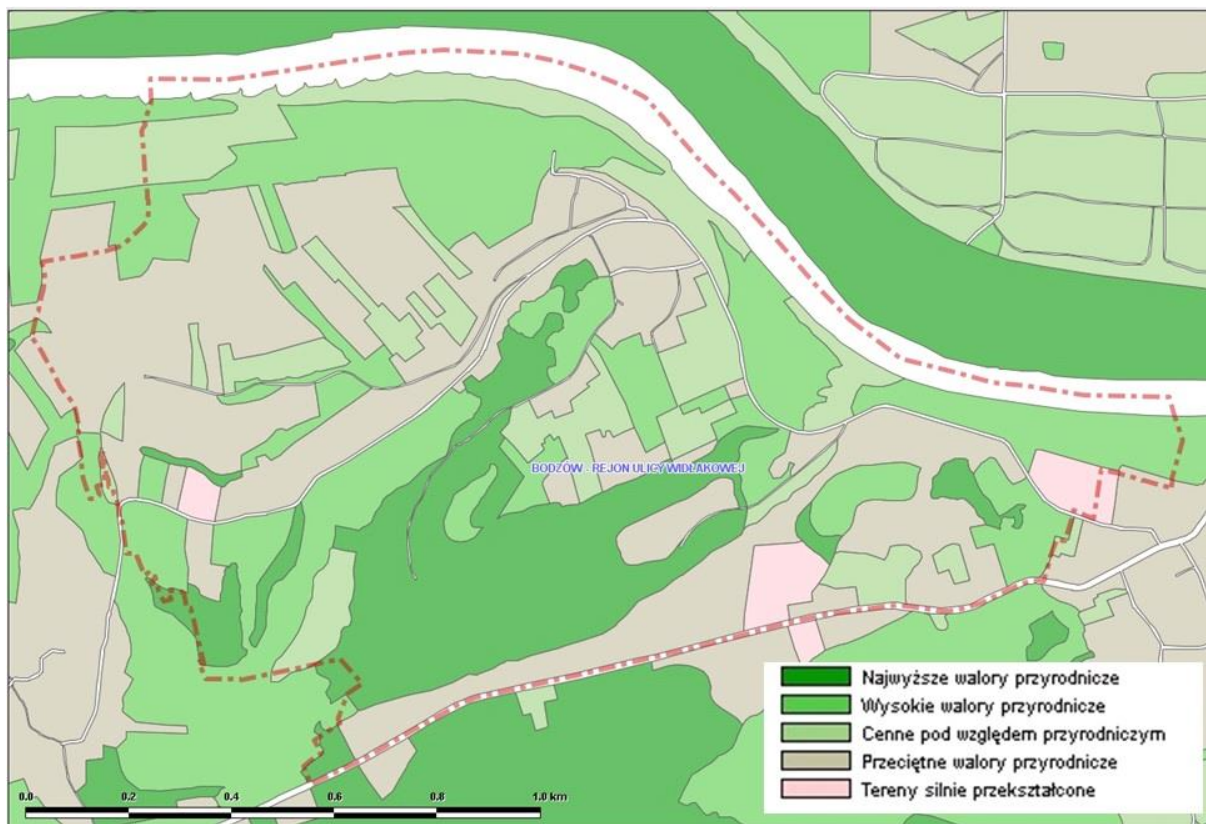 BODZÓW - REJON ULICY WIDŁAKOWEJ
Najwyższe walory przyrodnicze
Wysokie walory przyrodnicze
Cenne pod względem przyrodniczym
Przeciętne walory przyrodnicze
Tereny silnie przekształcone
0.0 0.2 0.4 0.6 0.8 1.0 km